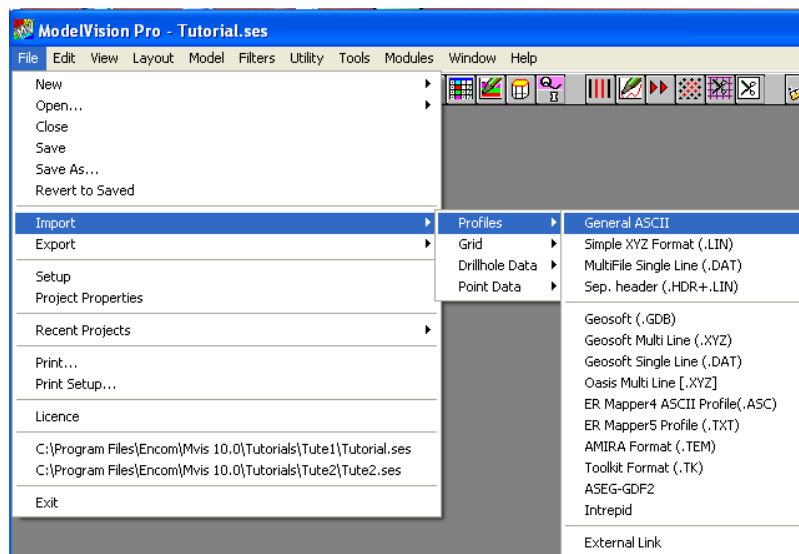 ModelVision Pro - Tutorial.ses
File Edit View Layout Model Filters Utility Tools Modules Window Help
New
Open...
Close
Save
Save As...
Revert to Saved
Import
Export
Setup
Project Properties
Recent Projects
Print...
Print Setup...
Licence
C:\Program Files\Encom\Mvis 10.0\Tutorials\Tute1\Tutorial.ses
C:\Program Files\Encom\Mvis 10.0\Tutorials\Tute2\Tute2.ses
Exit
Profiles
Grid
Drillhole Data
Point Data
General ASCII
Simple XYZ Format (.LIN)
MultiFile Single Line (.DAT)
Sep. header (.HDR+.LIN)
Geosoft (.GDB)
Geosoft Multi Line (.XYZ)
Geosoft Single Line (.DAT)
Oasis Multi Line [.XYZ]
ER Mapper4 ASCII Profile(.ASC)
ER Mapper5 Profile (.TXT)
AMIRA Format (.TEM)
Toolkit Format (.TK)
ASEG-GDF2
Intrepid
External Link